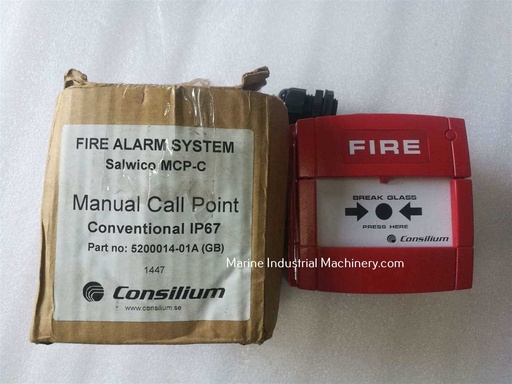 FIRE ALARM SYSTEM
Salwico MCP-C
Manual Call Point
Conventional IP67
Part no: 5200014-01A (GB)
1447
Consilium
www.consilium.se
FIRE
BREAK GLASS
PRESS HERE
Consilium
Marine Industrial Machinery.com